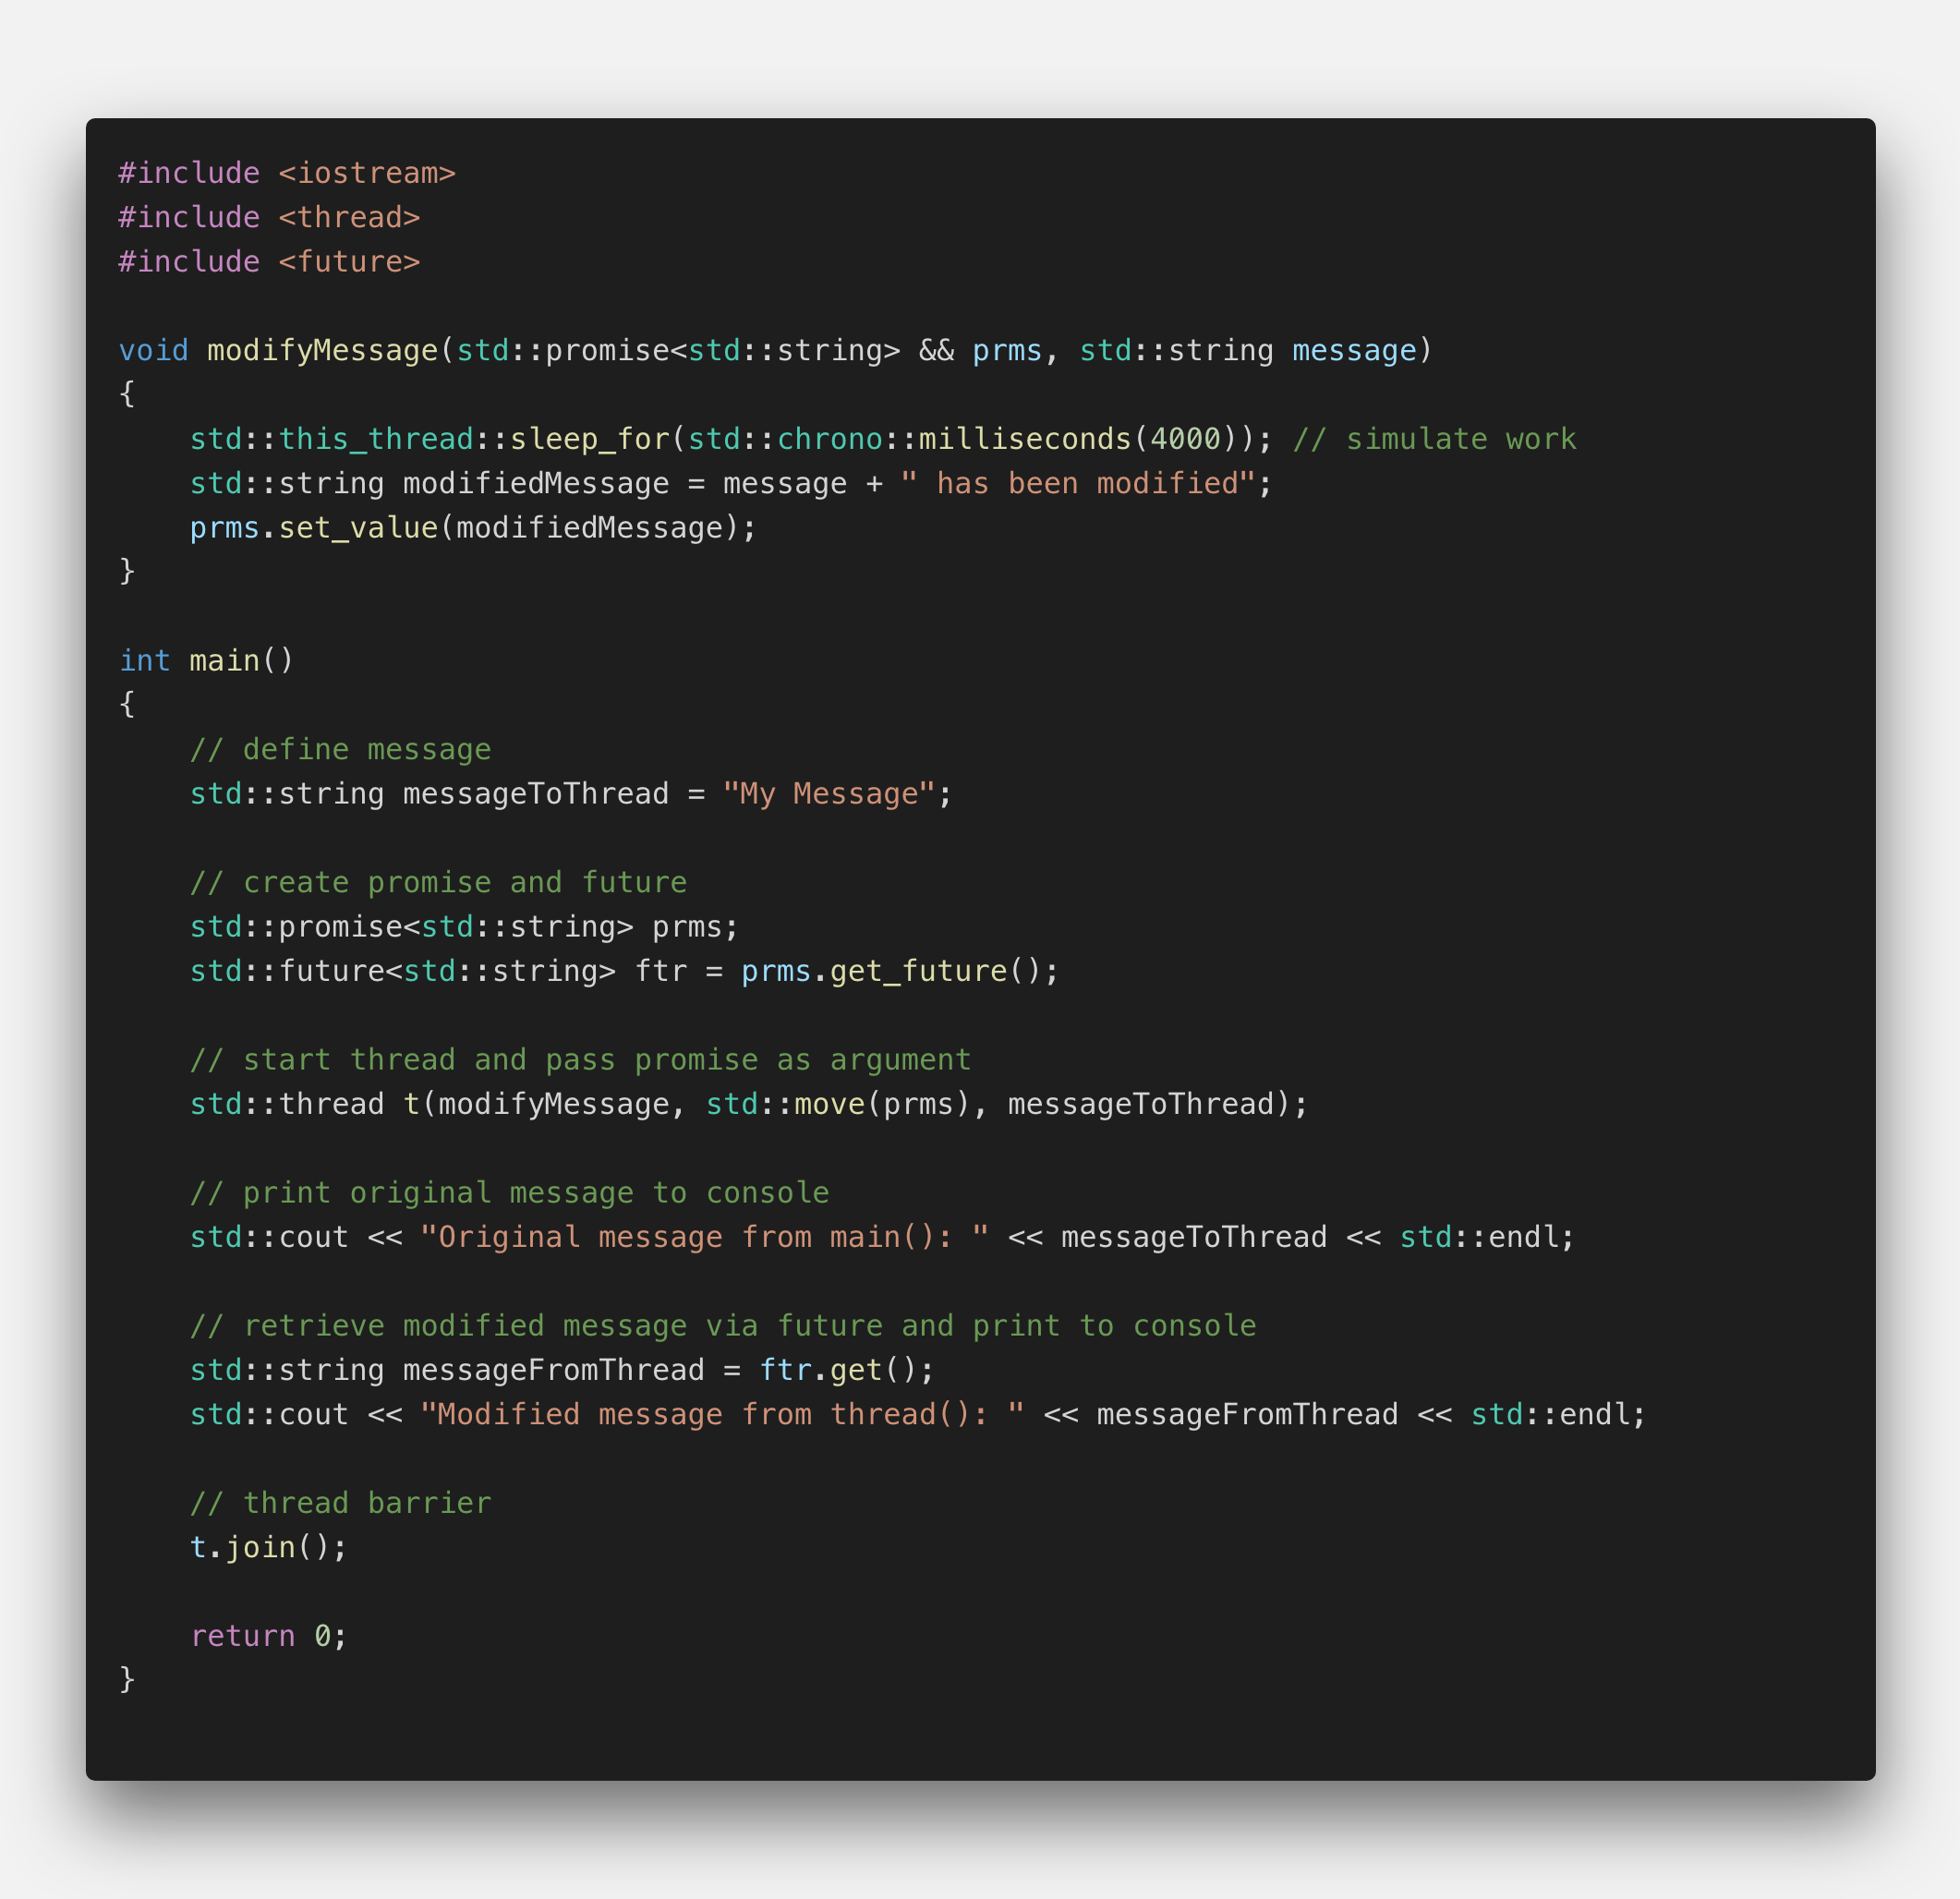 #include <iostream>
#include <thread>
#include <future>

void modifyMessage(std::promise<std::string> && prms, std::string message)
{
    std::this_thread::sleep_for(std::chrono::milliseconds(4000)); // simulate work
    std::string modifiedMessage = message + " has been modified";
    prms.set_value(modifiedMessage);
}

int main()
{
    // define message
    std::string messageToThread = "My Message";

    // create promise and future
    std::promise<std::string> prms;
    std::future<std::string> ftr = prms.get_future();

    // start thread and pass promise as argument
    std::thread t(modifyMessage, std::move(prms), messageToThread);

    // print original message to console
    std::cout << "Original message from main(): " << messageToThread << std::endl;

    // retrieve modified message via future and print to console
    std::string messageFromThread = ftr.get();
    std::cout << "Modified message from thread(): " << messageFromThread << std::endl;

    // thread barrier
    t.join();

    return 0;
}